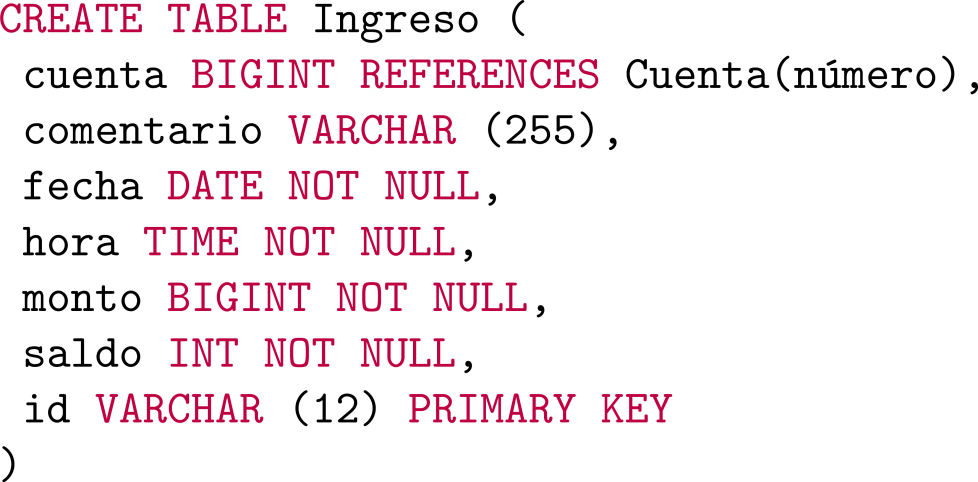 CREATE TABLE Ingreso (
cuenta BIGINT REFERENCES Cuenta(número),
comentario VARCHAR (255),
fecha DATE NOT NULL,
hora TIME NOT NULL,
monto BIGINT NOT NULL,
saldo INT NOT NULL,
id VARCHAR (12) PRIMARY KEY
)